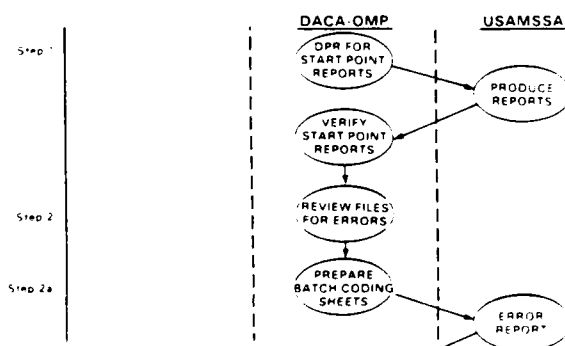 DACA-OMP
USAMSSA
Step 1
DPR FOR
START POINT
REPORTS
PRODUCE
REPORTS
VERIFY
START POINT
REPORTS
Step 2
REVIEW FILES
FOR ERRORS
Step 2a
PREPARE
BATCH CODING
SHEETS
ERROR
REPORT